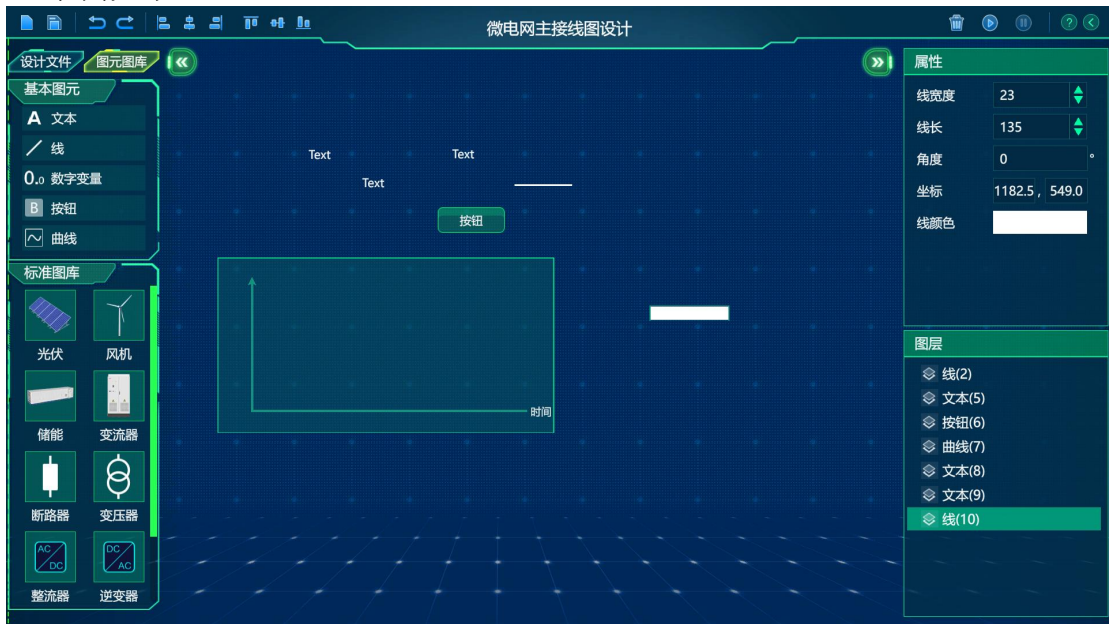 微电网主接线图设计
设计文件 图元图库
基本图元
A 文本
线
0.0 数字变量
B 按钮
曲线
标准图库
光伏 风机
储能 变流器
断路器 变压器
AC DC DC AC
整流器 逆变器
Text Text
Text
按钮
时间
属性
线宽度 23
线长 135
角度 0 °
坐标 1182.5 , 549.0
线颜色
图层
线(2)
文本(5)
按钮(6)
曲线(7)
文本(8)
文本(9)
线(10)